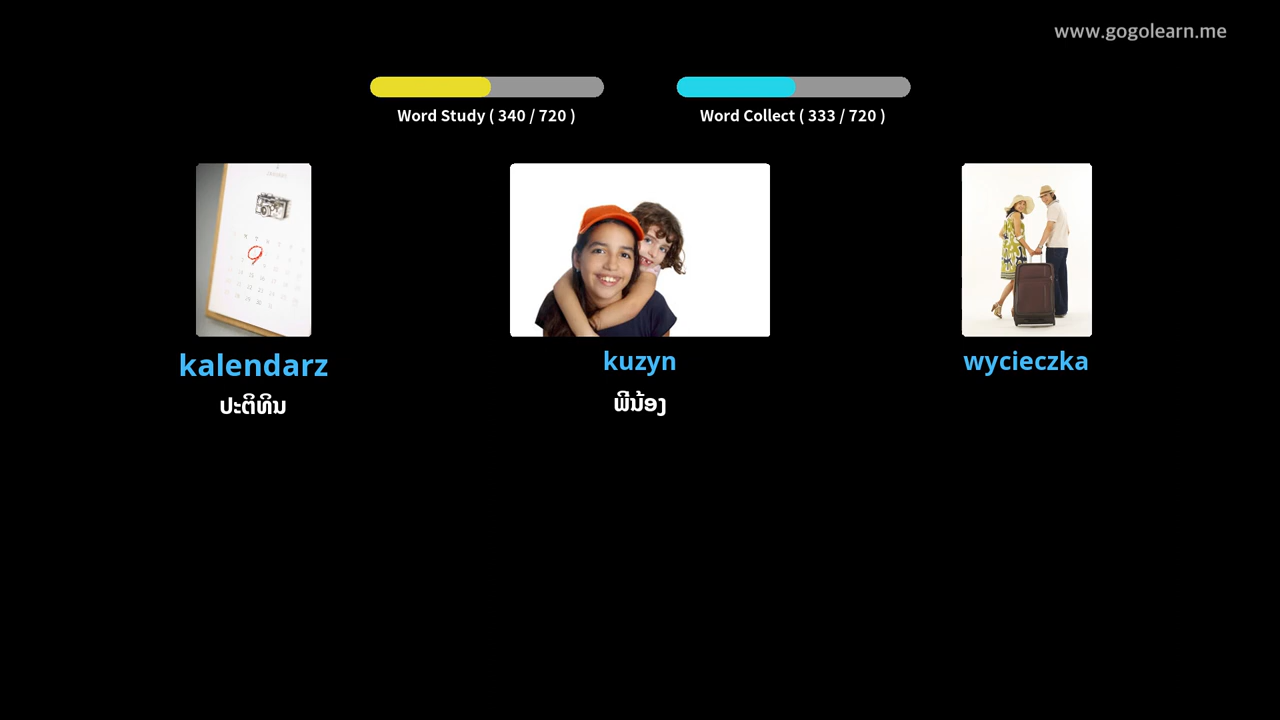 www.gogolearn.me
Word Study ( 340 / 720 )
Word Collect ( 333 / 720 )
kalendarz
kuzyn
wycieczka
ປະຕິທິນ
ພີ່ນ້ອງ